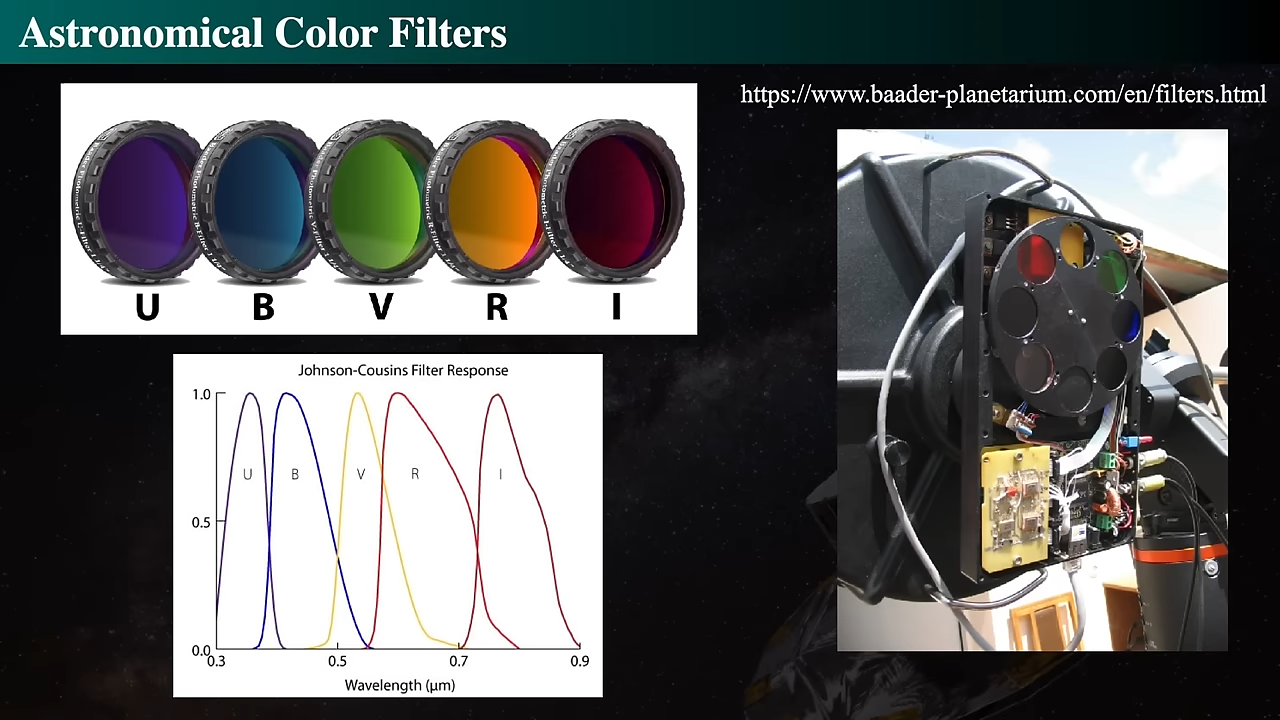 Astronomical Color Filters
https://www.baader-planetarium.com/en/filters.html
U B V R I
Johnson-Cousins Filter Response
1.0
U B V R I
0.5
0.0
0.3 0.5 0.7 0.9
Wavelength (μm)